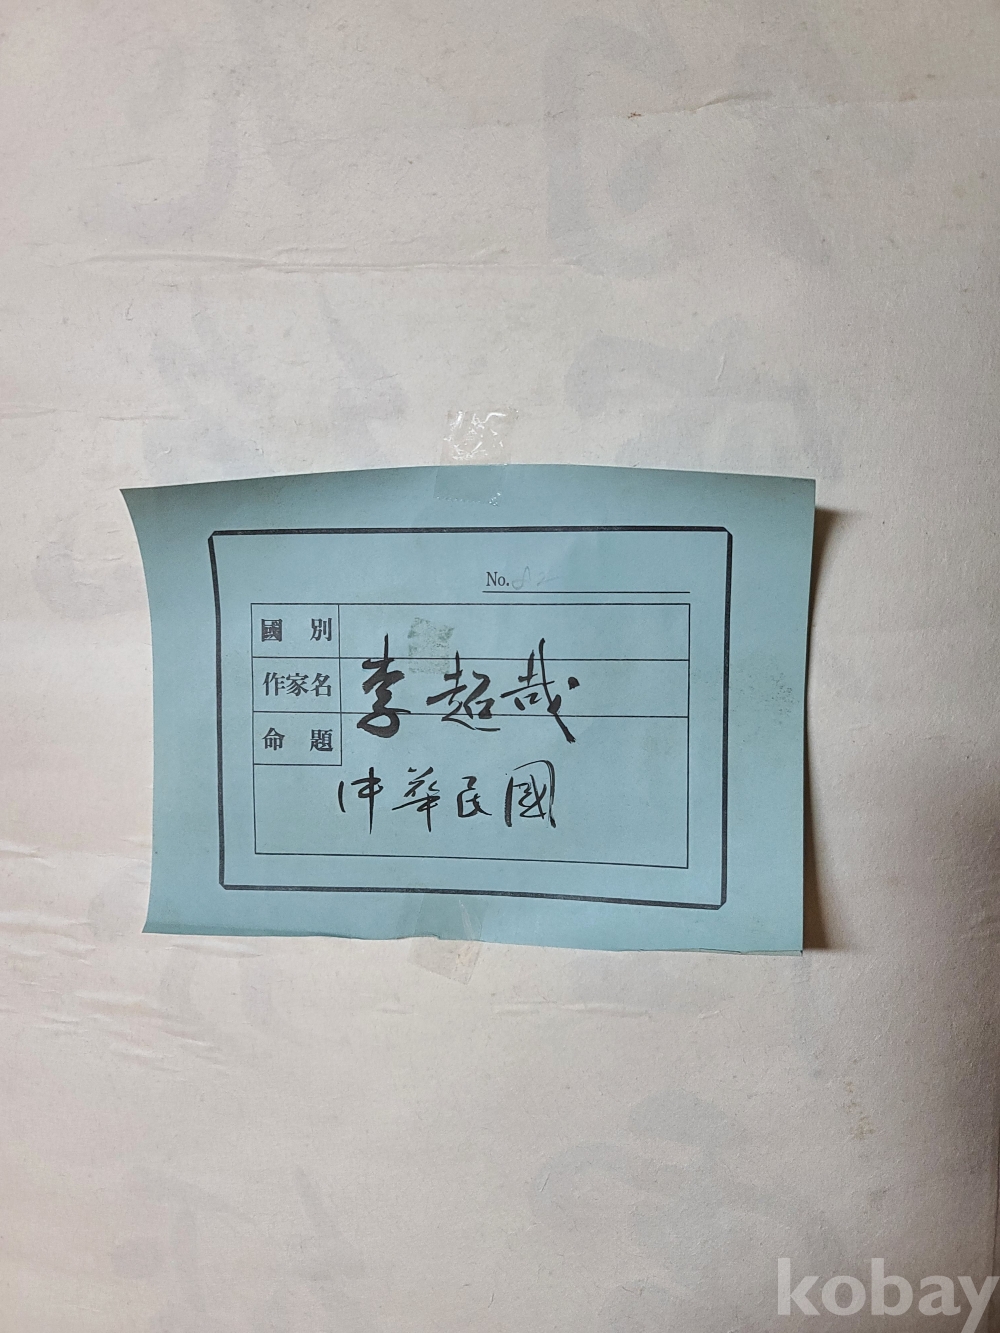 No.
國別
作家名 李超哉
命題
中華民國
kobay